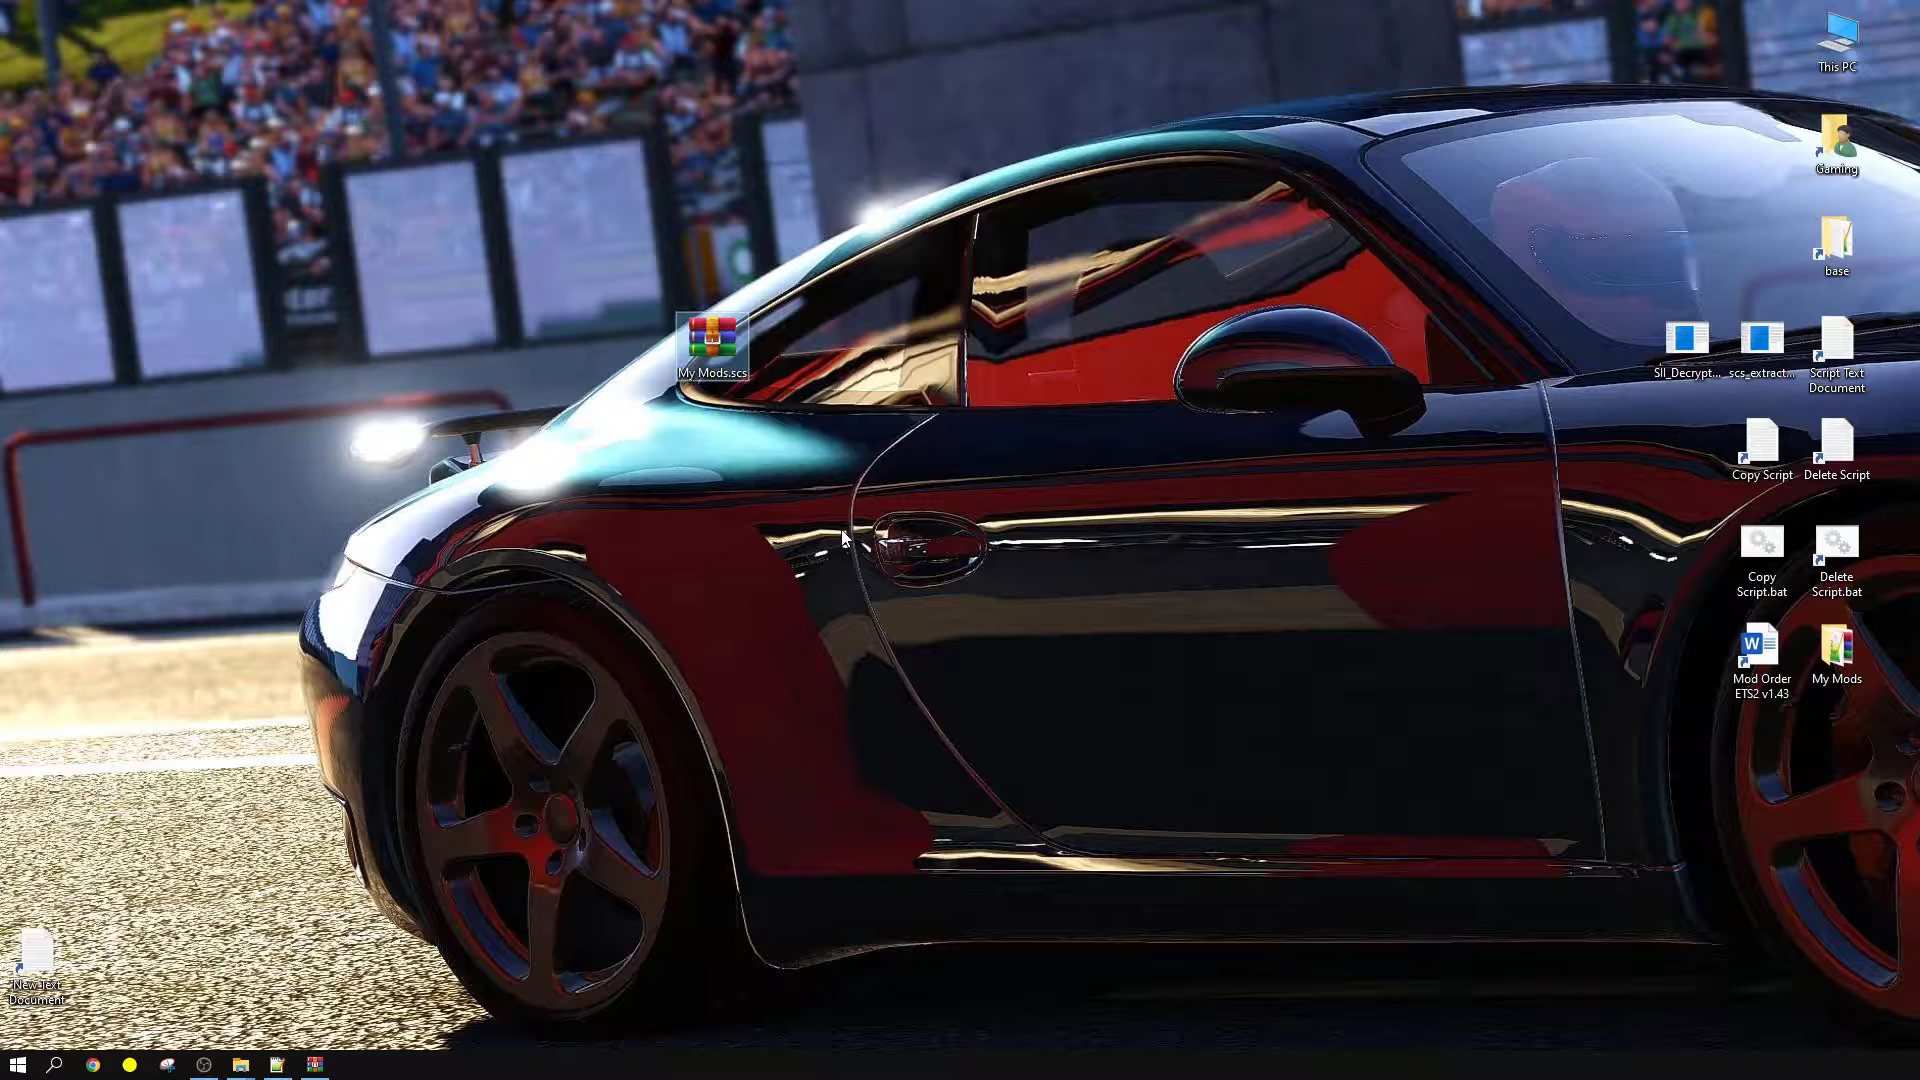 This PC
Gaming
base
My Mods.scs
SII_Decrypt...
scs_extract...
Script Text
Document
Copy Script
Delete Script
Copy
Script.bat
Delete
Script.bat
Mod Order
ETS2 v1.43
My Mods
New Text
Document